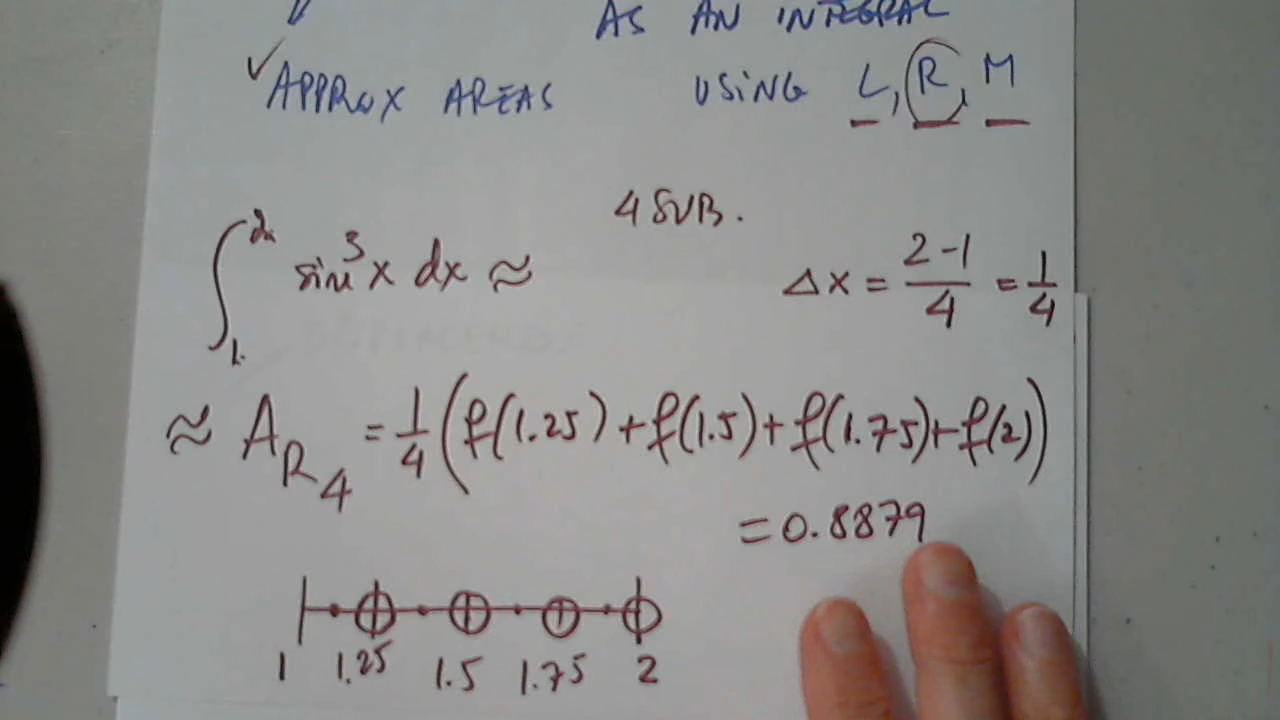 AS AN INTEGRAL
✓APPROX AREAS USING L, R, M
4 SUB.
∫₁² sin³x dx ≈ Δx = (2-1)/4 = 1/4
≈ A_R₄ = 1/4 (f(1.25) + f(1.5) + f(1.75) + f(2))
= 0.8879
1 1.25 1.5 1.75 2